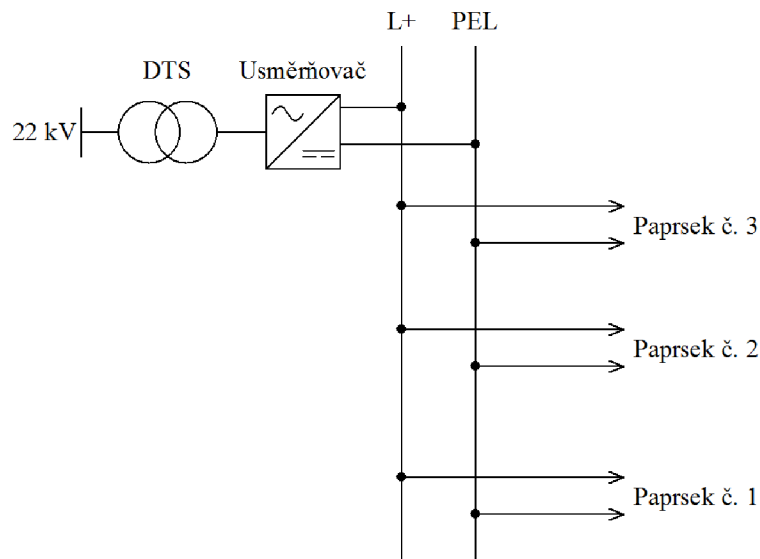 L+ PEL
DTS Usměrňovač
22 kV
Paprsek č. 3
Paprsek č. 2
Paprsek č. 1